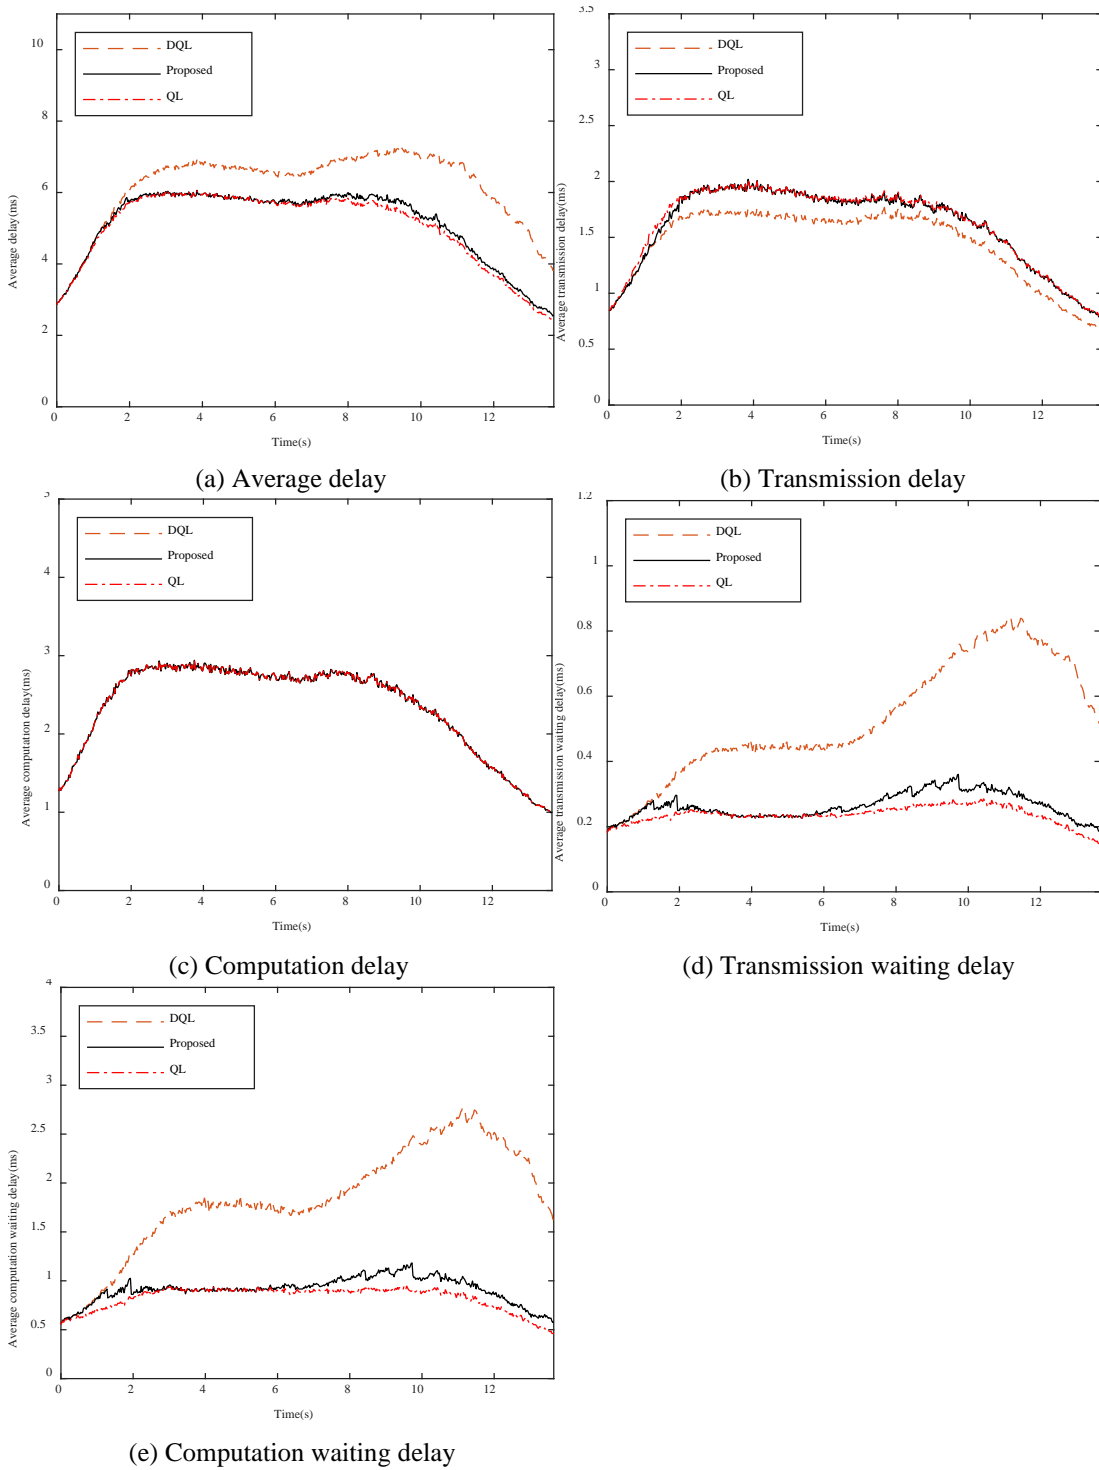 10
8
6
4
2
0
0
2
4
6
8
10
12
Average delay(ms)
Time(s)
DQL
Proposed
QL
(a) Average delay
3.5
3
2.5
2
1.5
1
0.5
0
0
2
4
6
8
10
12
Average transmission delay(ms)
Time(s)
DQL
Proposed
QL
(b) Transmission delay
5
4
3
2
1
0
0
2
4
6
8
10
12
Average computation delay(ms)
Time(s)
DQL
Proposed
QL
(c) Computation delay
1.2
1
0.8
0.6
0.4
0.2
0
0
2
4
6
8
10
12
Average transmission waiting delay(ms)
Time(s)
DQL
Proposed
QL
(d) Transmission waiting delay
4
3.5
3
2.5
2
1.5
1
0.5
0
0
2
4
6
8
10
12
Average computation waiting delay(ms)
Time(s)
DQL
Proposed
QL
(e) Computation waiting delay